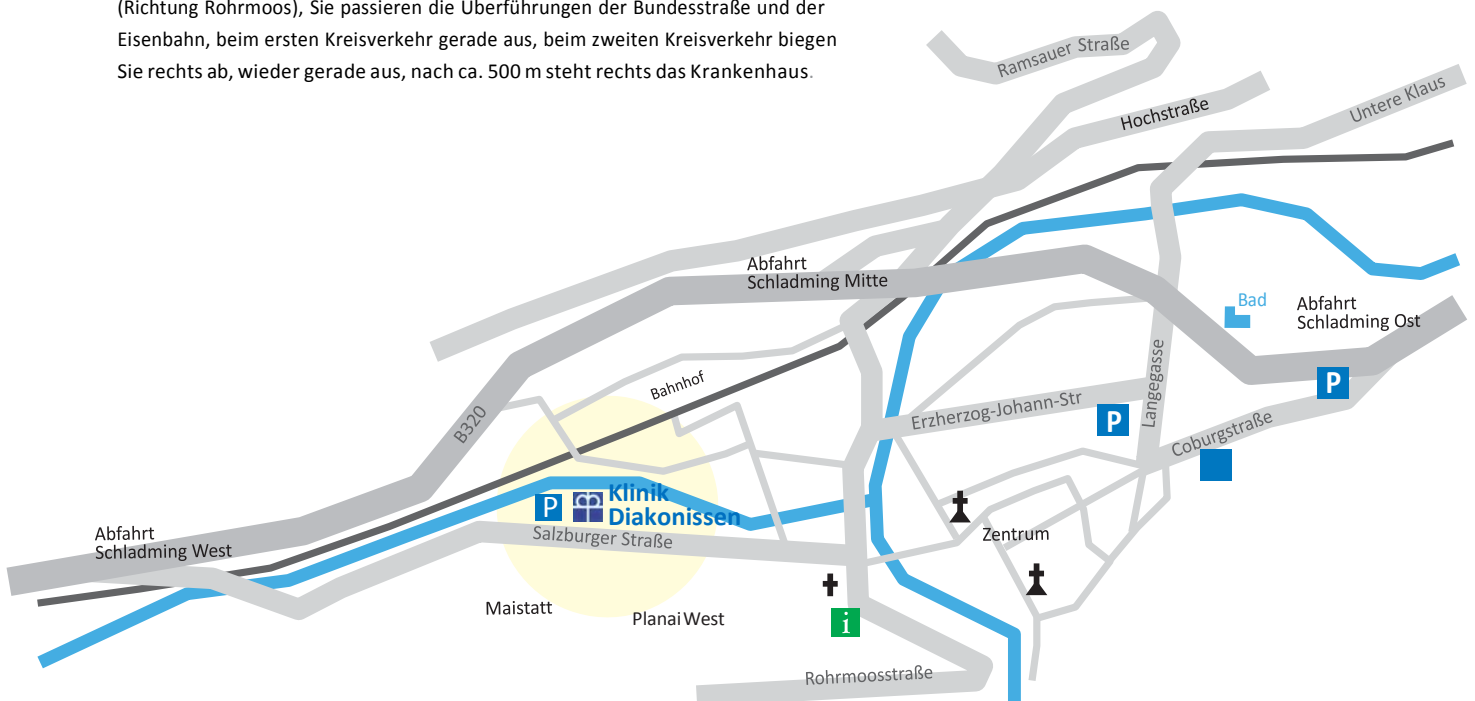 (Richtung Rohrmoos), Sie passieren die Überführungen der Bundesstraße und der
Eisenbahn, beim ersten Kreisverkehr gerade aus, beim zweiten Kreisverkehr biegen
Sie rechts ab, wieder gerade aus, nach ca. 500 m steht rechts das Krankenhaus.
Ramsauer Straße
Hochstraße
Untere Klaus
Abfahrt
Schladming Mitte
Bad
Abfahrt
Schladming Ost
Bahnhof
B320
Erzherzog-Johann-Str
Langegasse
P
P
Coburgstraße
P
Klinik
Diakonissen
Salzburger Straße
Abfahrt
Schladming West
Zentrum
Maistatt
Planai West
i
Rohrmoosstraße